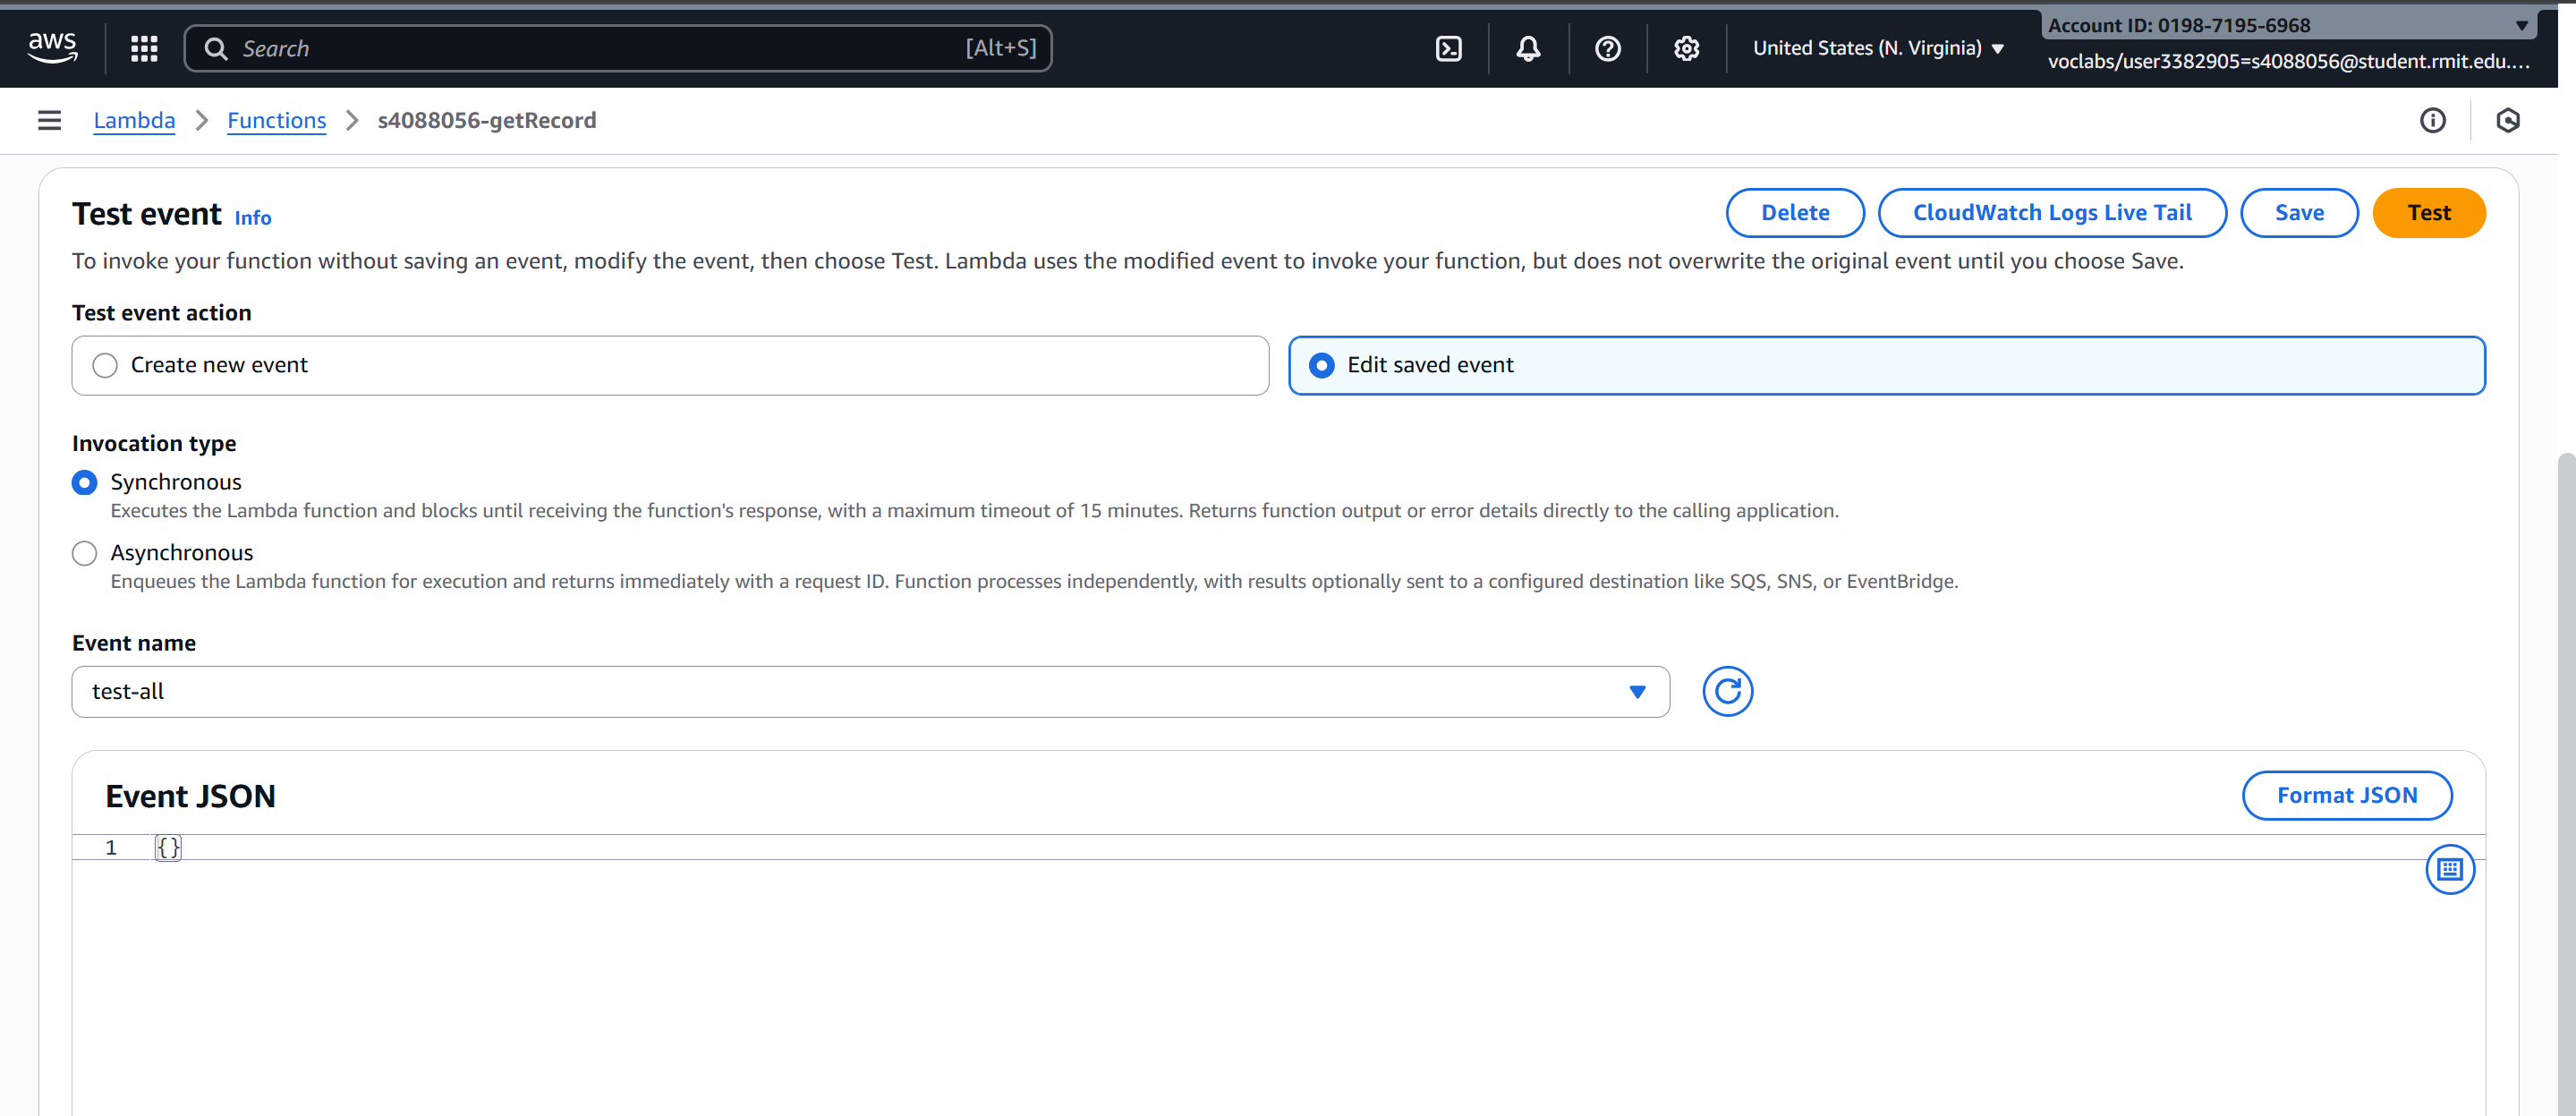 aws
Search [Alt+S]
United States (N. Virginia)
Account ID: 0198-7195-6968
voclabs/user3382905=s4088056@student.rmit.edu....
Lambda Functions s4088056-getRecord
Test event Info
Delete
CloudWatch Logs Live Tail
Save
Test
To invoke your function without saving an event, modify the event, then choose Test. Lambda uses the modified event to invoke your function, but does not overwrite the original event until you choose Save.
Test event action
Create new event
Edit saved event
Invocation type
Synchronous
Executes the Lambda function and blocks until receiving the function's response, with a maximum timeout of 15 minutes. Returns function output or error details directly to the calling application.
Asynchronous
Enqueues the Lambda function for execution and returns immediately with a request ID. Function processes independently, with results optionally sent to a configured destination like SQS, SNS, or EventBridge.
Event name
test-all
Event JSON
Format JSON
1 {}